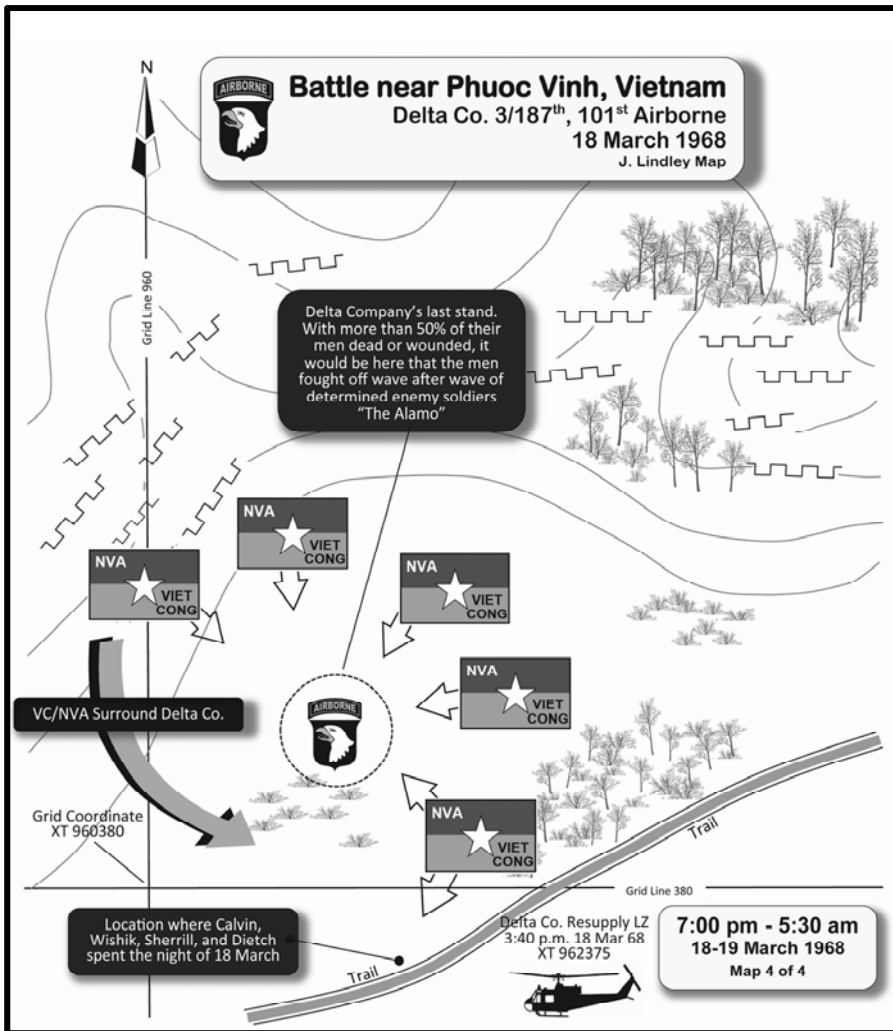 N
AIRBORNE
Battle near Phuoc Vinh, Vietnam
Delta Co. 3/187th, 101st Airborne
18 March 1968
J. Lindley Map
Grid Line 960
Delta Company's last stand.
With more than 50% of their
men dead or wounded, it
would be here that the men
fought off wave after wave of
determined enemy soldiers
"The Alamo"
NVA
VIET
CONG
NVA
VIET
CONG
NVA
VIET
CONG
NVA
VIET
CONG
VC/NVA Surround Delta Co.
AIRBORNE
Grid Coordinate
XT 960380
NVA
VIET
CONG
Trail
Grid Line 380
Location where Calvin,
Wishik, Sherrill, and Dietch
spent the night of 18 March
Trail
Delta Co. Resupply LZ
3:40 p.m. 18 Mar 68
XT 962375
7:00 pm - 5:30 am
18-19 March 1968
Map 4 of 4